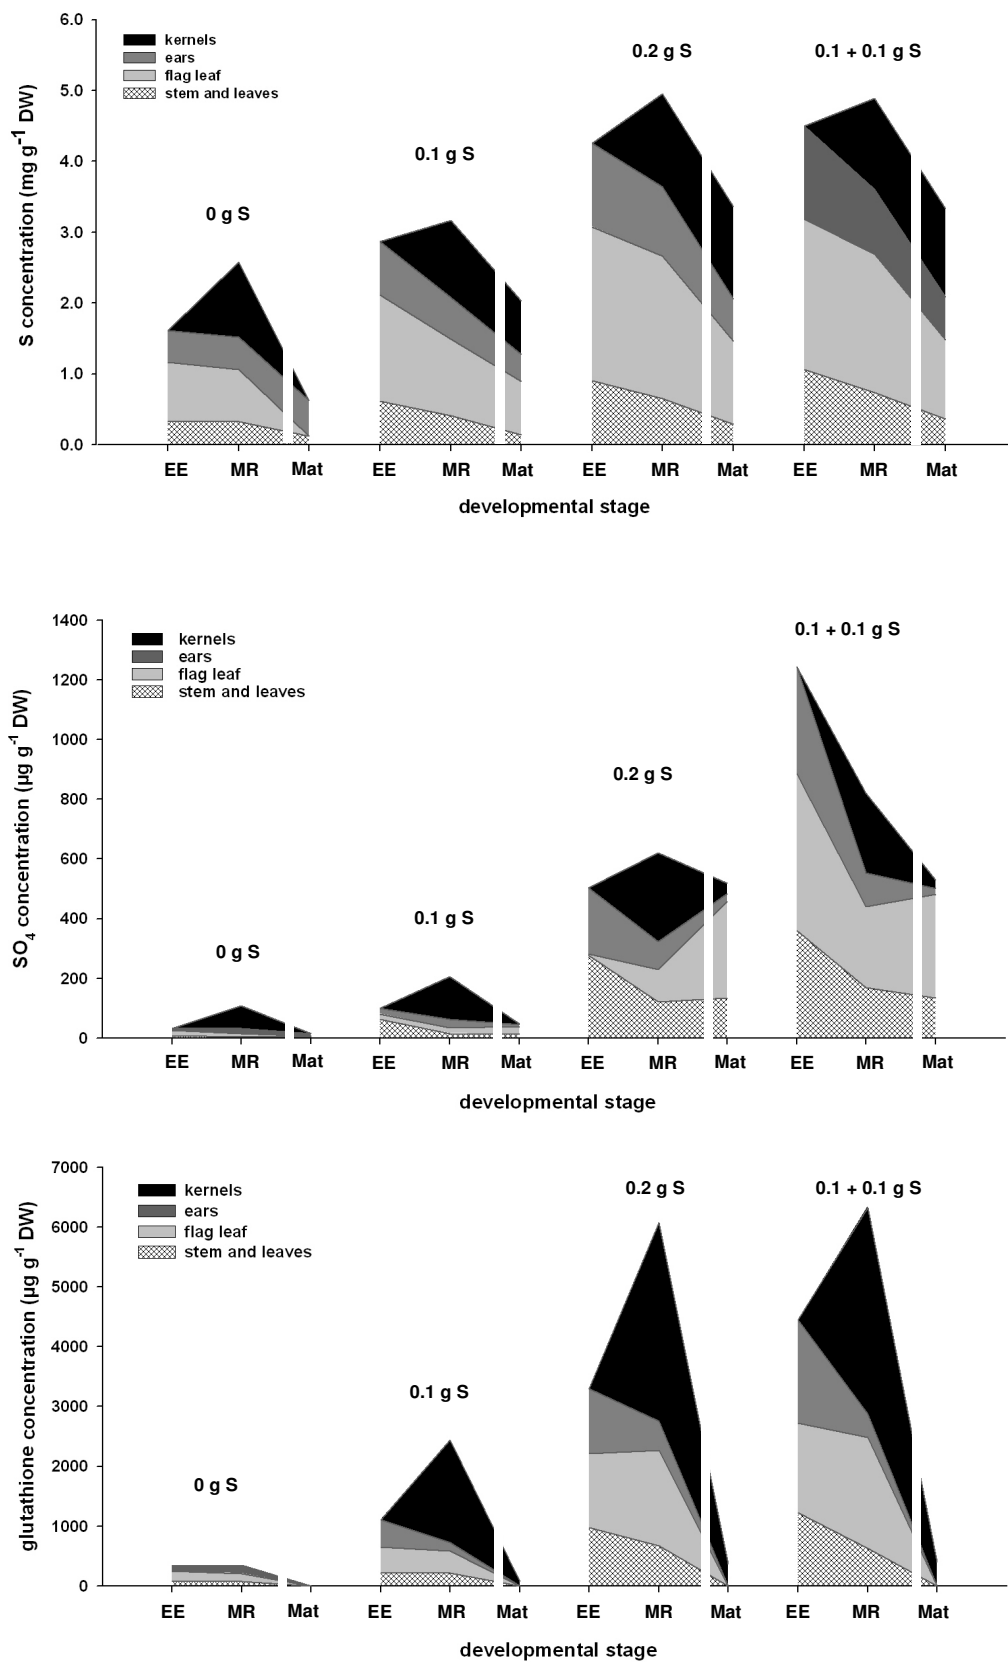 6.0
5.0
4.0
3.0
2.0
1.0
0.0
S concentration (mg g-1 DW)
kernels
ears
flag leaf
stem and leaves
0 g S
0.1 g S
0.2 g S
0.1 + 0.1 g S
EE MR Mat EE MR Mat EE MR Mat EE MR Mat
developmental stage
1400
1200
1000
800
600
400
200
0
SO4 concentration (µg g-1 DW)
kernels
ears
flag leaf
stem and leaves
0 g S
0.1 g S
0.2 g S
0.1 + 0.1 g S
EE MR Mat EE MR Mat EE MR Mat EE MR Mat
developmental stage
7000
6000
5000
4000
3000
2000
1000
0
glutathione concentration (µg g-1 DW)
kernels
ears
flag leaf
stem and leaves
0 g S
0.1 g S
0.2 g S
0.1 + 0.1 g S
EE MR Mat EE MR Mat EE MR Mat EE MR Mat
developmental stage